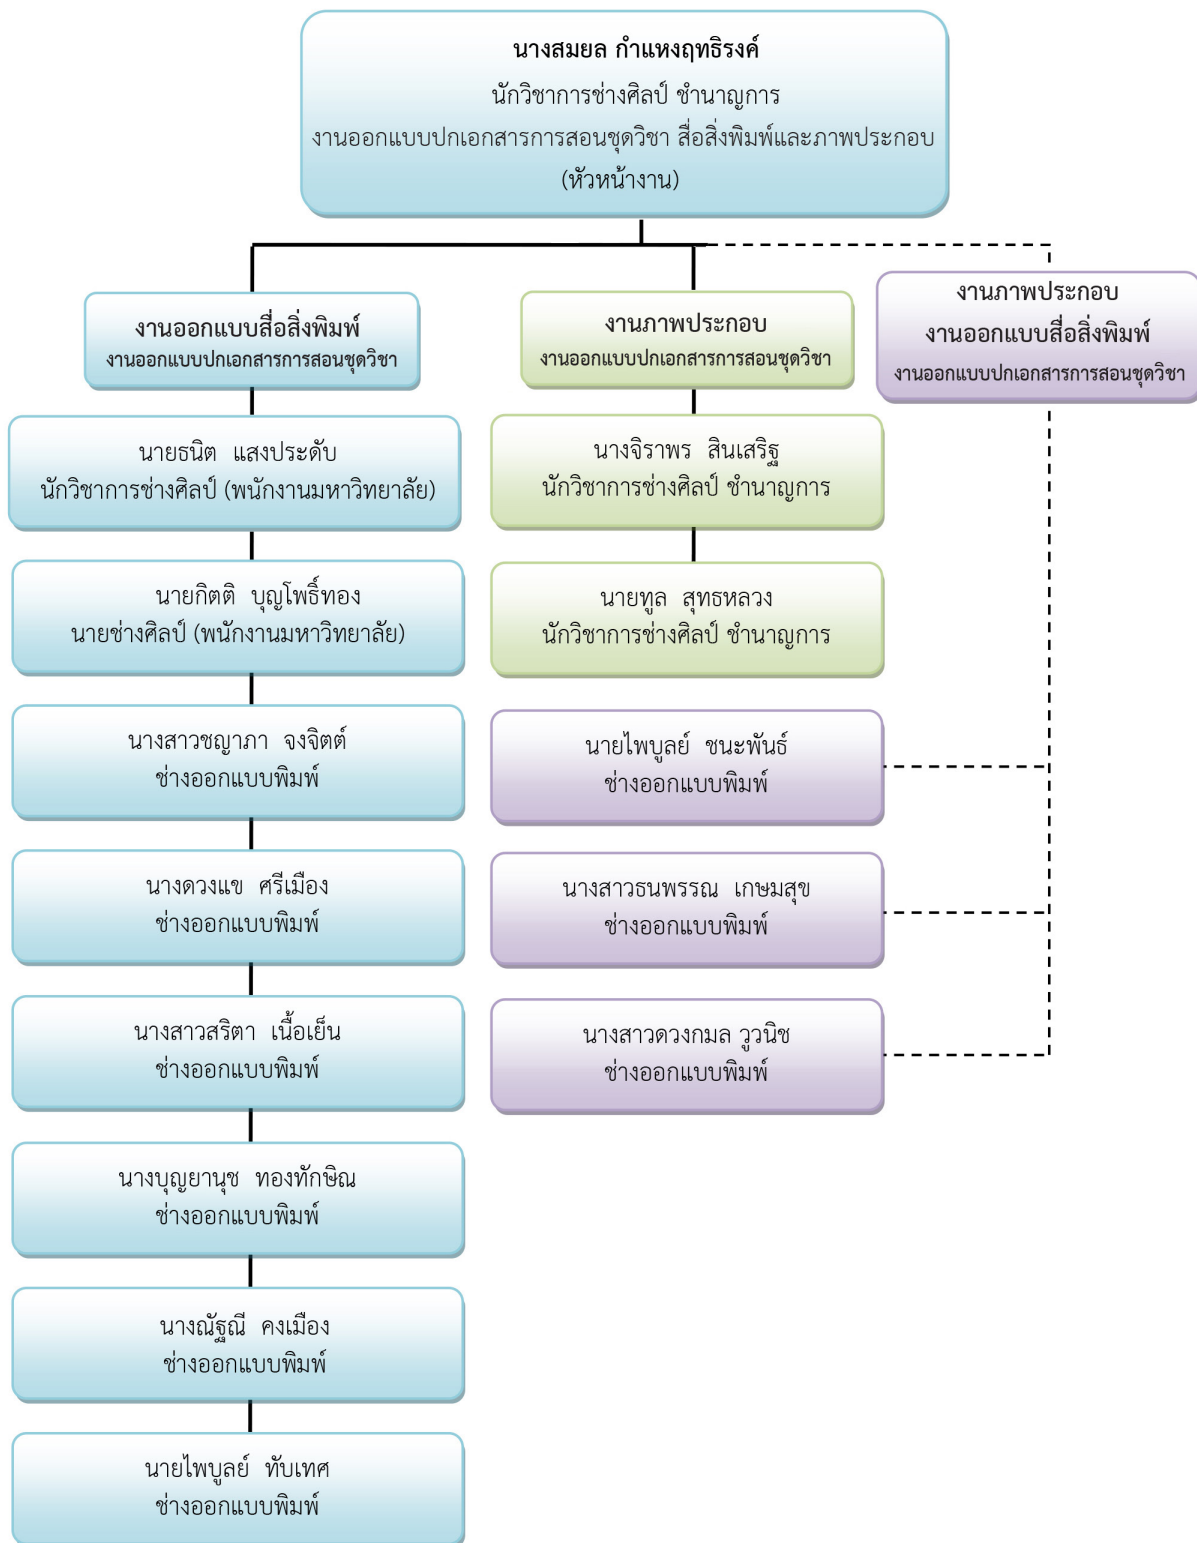 นางสมยล กำแหงฤทธิรงค์
นักวิชาการช่างศิลป์ ชำนาญการ
งานออกแบบปกเอกสารการสอนชุดวิชา สื่อสิ่งพิมพ์และภาพประกอบ
(หัวหน้างาน)
งานออกแบบสื่อสิ่งพิมพ์
งานออกแบบปกเอกสารการสอนชุดวิชา
งานภาพประกอบ
งานออกแบบปกเอกสารการสอนชุดวิชา
งานภาพประกอบ
งานออกแบบสื่อสิ่งพิมพ์
งานออกแบบปกเอกสารการสอนชุดวิชา
นายธนิต แสงประดับ
นักวิชาการช่างศิลป์ (พนักงานมหาวิทยาลัย)
นายกิตติ บุญโพธิ์ทอง
นายช่างศิลป์ (พนักงานมหาวิทยาลัย)
นางสาวชญาภา จงจิตต์
ช่างออกแบบพิมพ์
นางดวงแข ศรีเมือง
ช่างออกแบบพิมพ์
นางสาวสริตา เนื้อเย็น
ช่างออกแบบพิมพ์
นางบุญยานุช ทองทักษิณ
ช่างออกแบบพิมพ์
นางณัฐณี คงเมือง
ช่างออกแบบพิมพ์
นายไพบูลย์ ทับเทศ
ช่างออกแบบพิมพ์
นางจิราพร สินเสริฐ
นักวิชาการช่างศิลป์ ชำนาญการ
นายทูล สุทธหลวง
นักวิชาการช่างศิลป์ ชำนาญการ
นายไพบูลย์ ชนะพันธ์
ช่างออกแบบพิมพ์
นางสาวธนพรรณ เกษมสุข
ช่างออกแบบพิมพ์
นางสาวดวงกมล วูวนิช
ช่างออกแบบพิมพ์